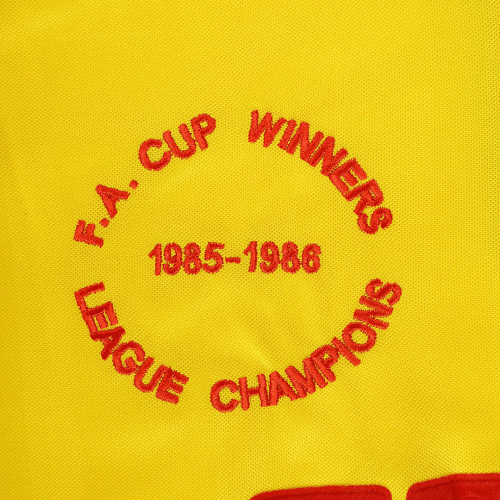 F.A. CUP WINNERS
1985-1986
LEAGUE CHAMPIONS